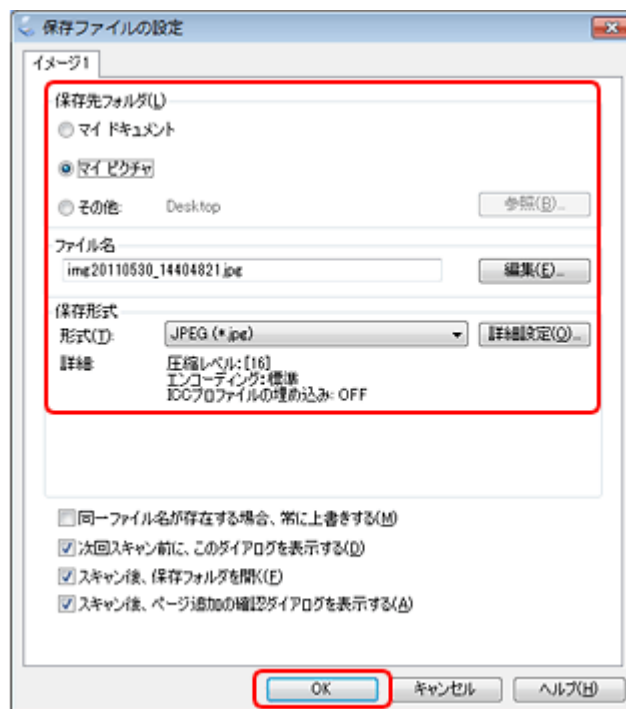 保存ファイルの設定
イメージ1
保存先フォルダ(L)
マイ ドキュメント
マイ ピクチャ
その他: Desktop 参照(B)...
ファイル名
img20110530_14404821.jpg 編集(E)...
保存形式
形式(T): JPEG (*.jpg) 詳細設定(O)...
詳細: 圧縮レベル:[16]
エンコーディング:標準
ICCプロファイルの埋め込み: OFF
同一ファイル名が存在する場合、常に上書きする(M)
次回スキャン前に、このダイアログを表示する(D)
スキャン後、保存フォルダを開く(F)
スキャン後、ページ追加の確認ダイアログを表示する(A)
OK キャンセル ヘルプ(H)